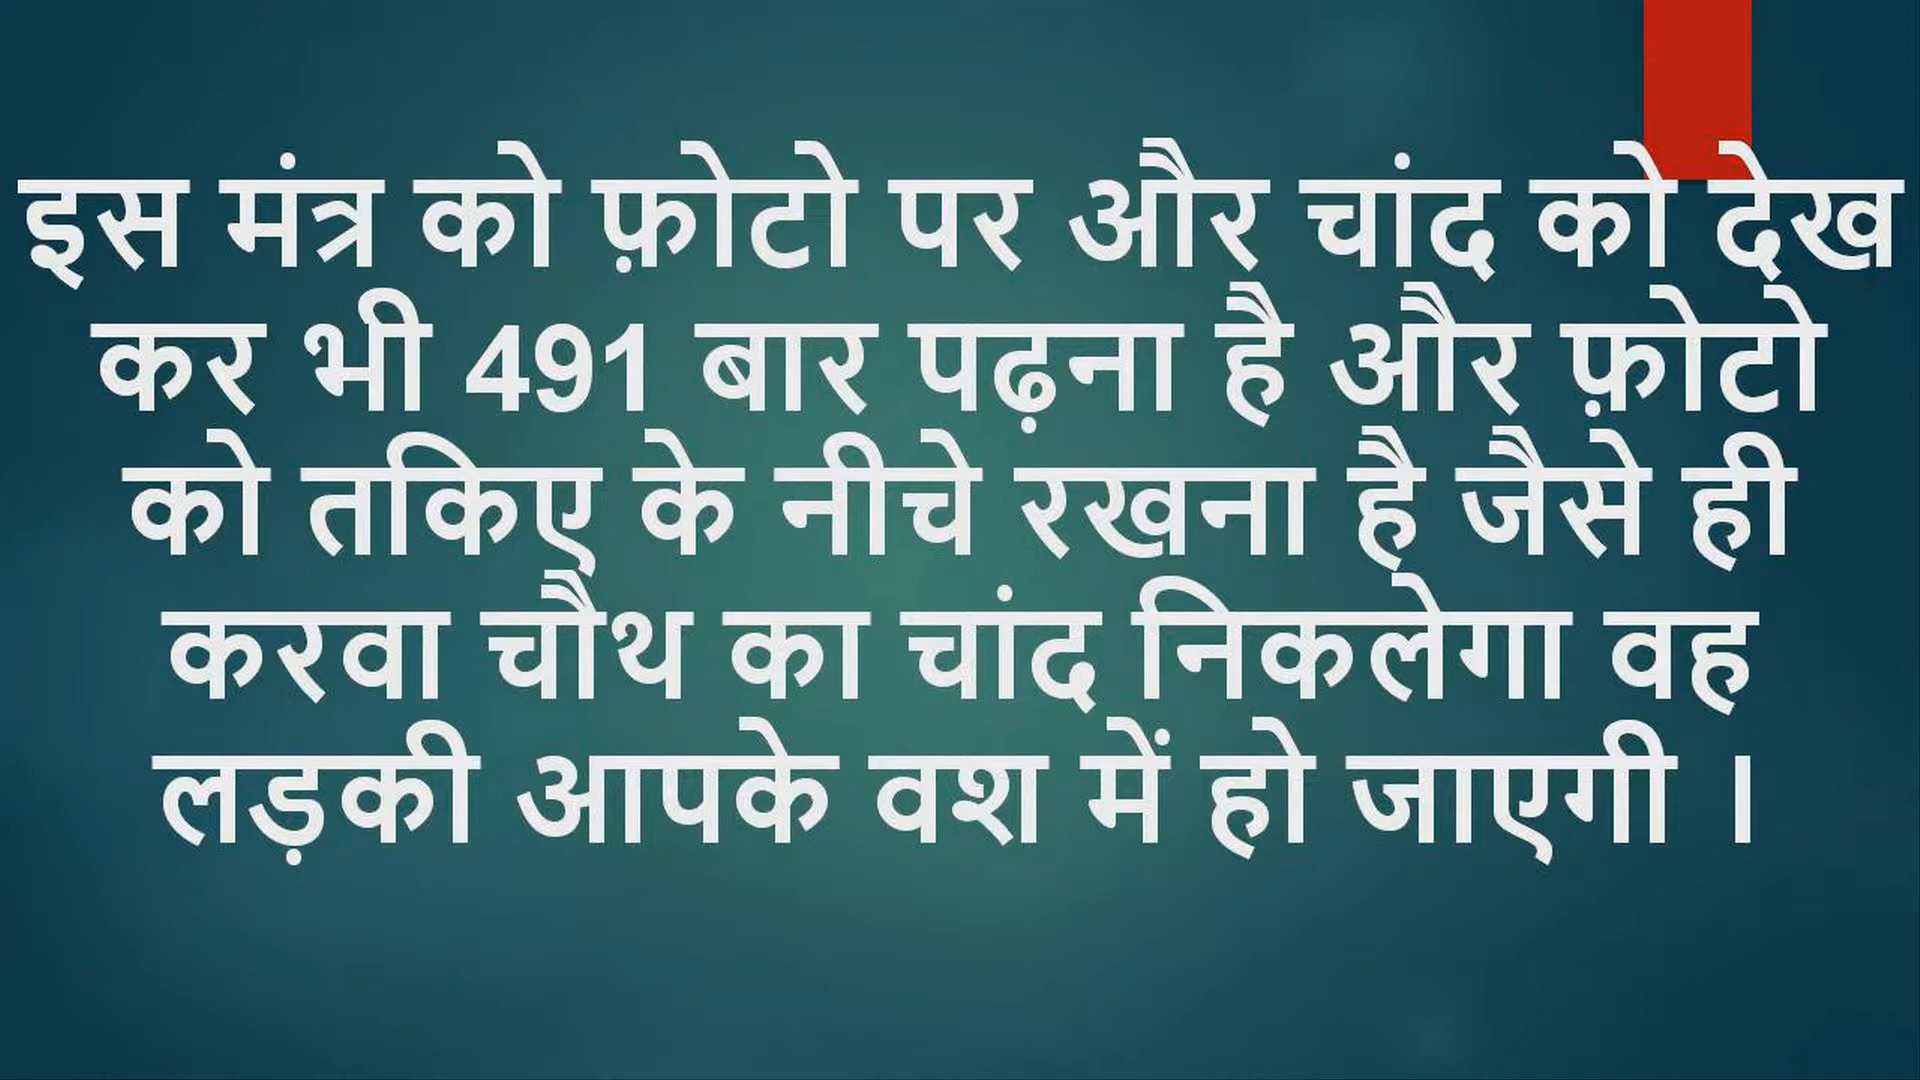 इस मंत्र को फ़ोटो पर और चांद को देख
कर भी 491 बार पढ़ना है और फ़ोटो
को तकिए के नीचे रखना है जैसे ही
करवा चौथ का चांद निकलेगा वह
लड़की आपके वश में हो जाएगी ।